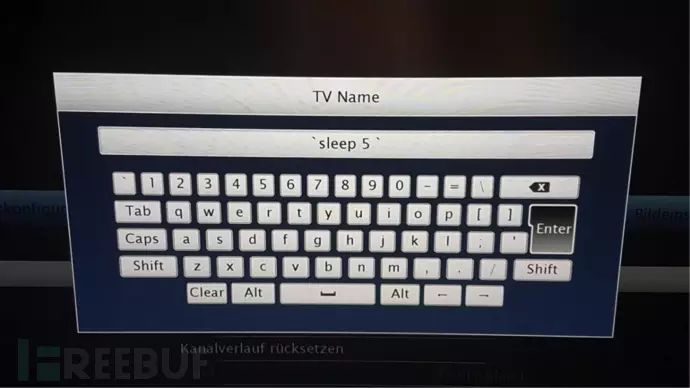 TV Name
`sleep 5 `
` 1 2 3 4 5 6 7 8 9 0 - = \
Tab q w e r t y u i o p [ ]
Enter
Caps a s d f g h j k l ; '
Shift z x c v b n m , . / Shift
Clear Alt Alt ← →
Kanalverlauf rücksetzen
FREEBUF